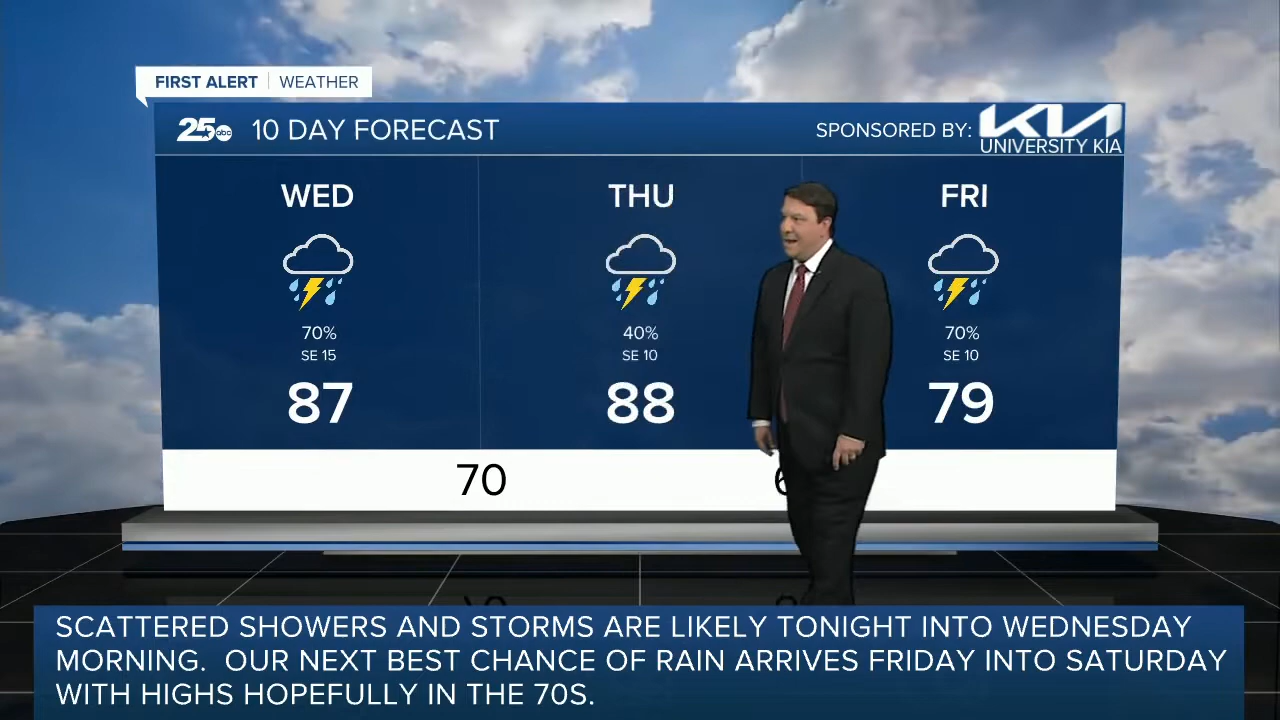 FIRST ALERT | WEATHER
25 abc 10 DAY FORECAST
SPONSORED BY: KIA
UNIVERSITY KIA
WED THU FRI
70% 40% 70%
SE 15 SE 10 SE 10
87 88 79
70
SCATTERED SHOWERS AND STORMS ARE LIKELY TONIGHT INTO WEDNESDAY
MORNING. OUR NEXT BEST CHANCE OF RAIN ARRIVES FRIDAY INTO SATURDAY
WITH HIGHS HOPEFULLY IN THE 70S.